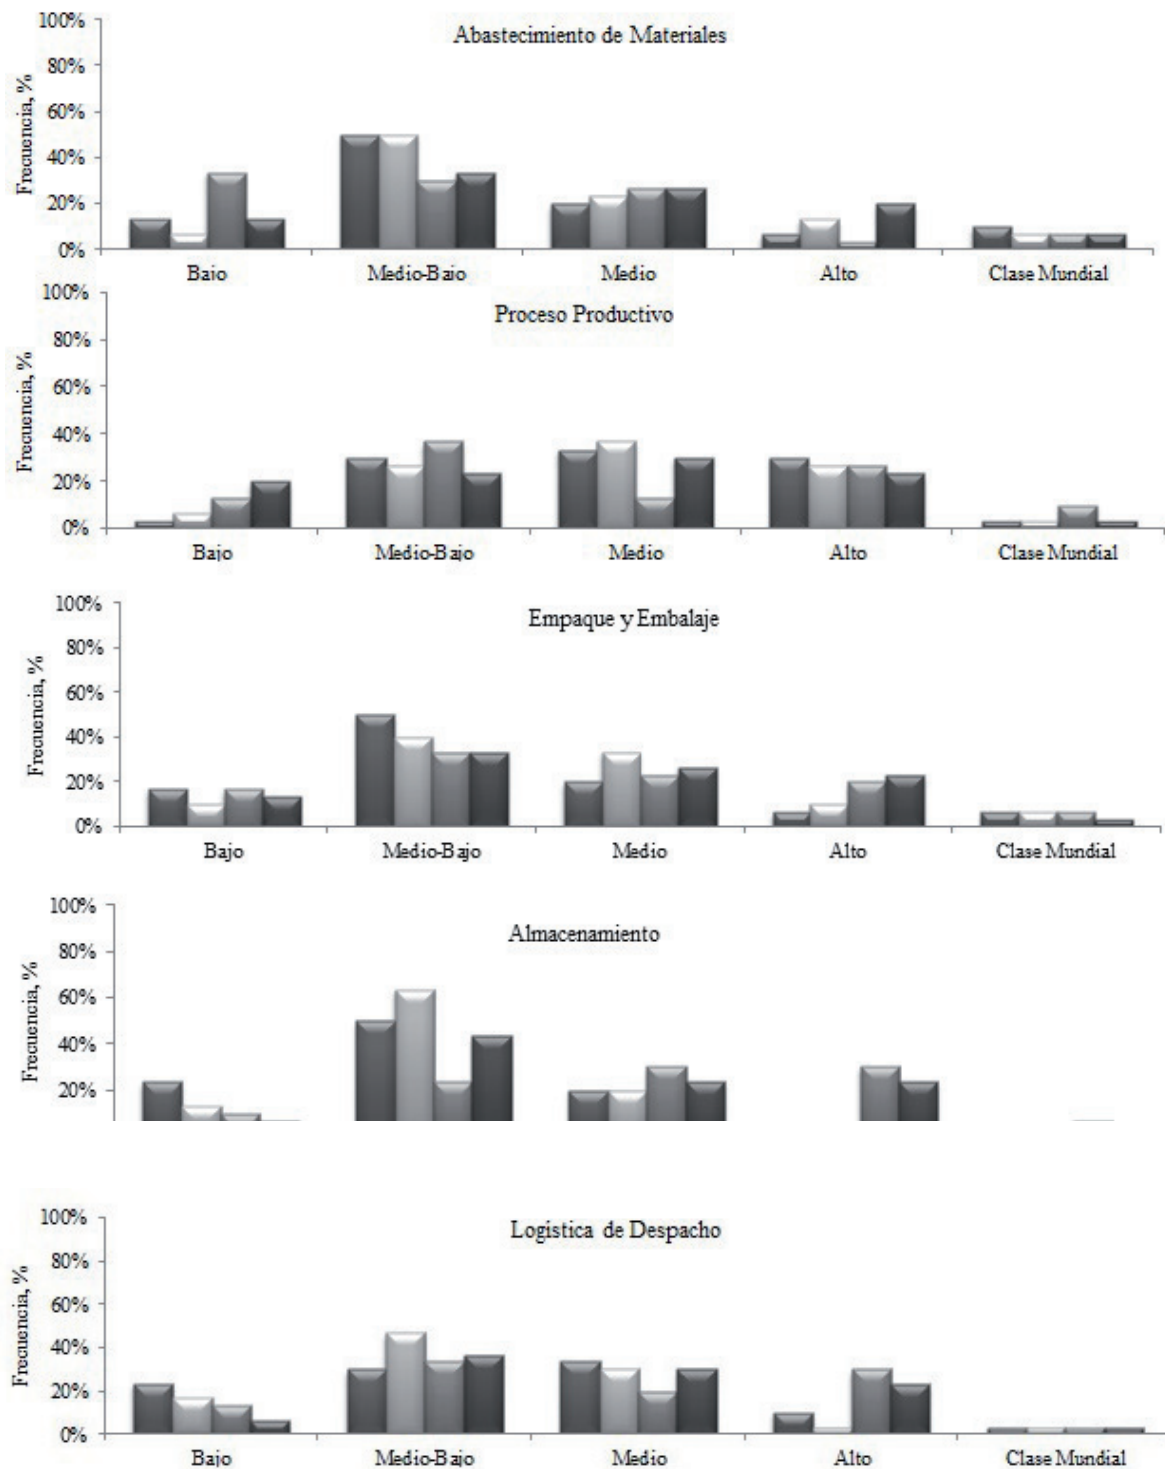 Abastecimiento de Materiales
Frecuencia, %
100%
80%
60%
40%
20%
0%
Bajo Medio-Bajo Medio Alto Clase Mundial
Proceso Productivo
Frecuencia, %
100%
80%
60%
40%
20%
0%
Bajo Medio-Bajo Medio Alto Clase Mundial
Empaque y Embalaje
Frecuencia, %
100%
80%
60%
40%
20%
0%
Bajo Medio-Bajo Medio Alto Clase Mundial
Almacenamiento
Frecuencia, %
100%
80%
60%
40%
20%
Logística de Despacho
Frecuencia, %
100%
80%
60%
40%
20%
0%
Bajo Medio-Bajo Medio Alto Clase Mundial